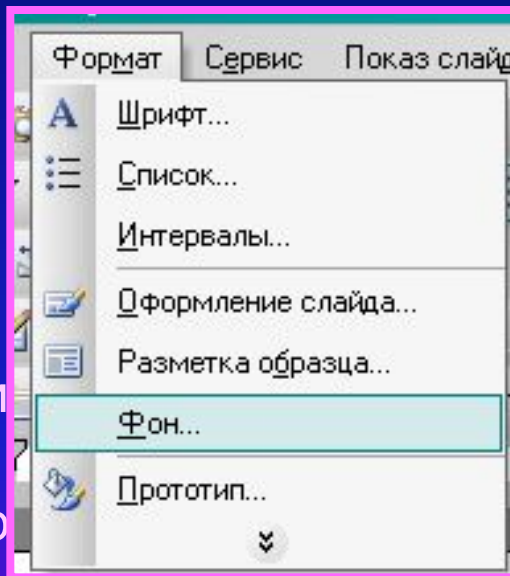 Формат Сервис Показ слайд
Шрифт...
Список...
Интервалы...
Оформление слайда...
Разметка образца...
Фон...
Прототип...